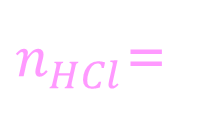 n_HCl =